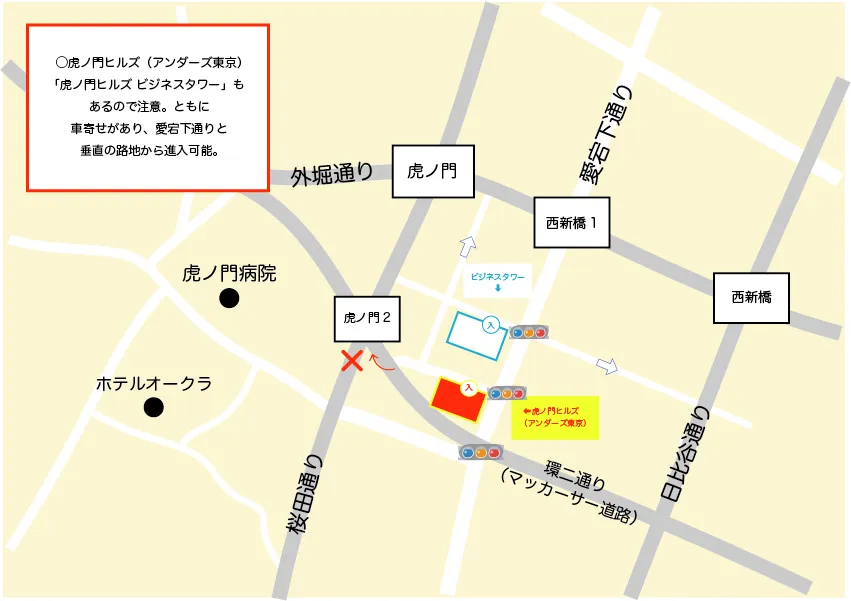 ○虎ノ門ヒルズ（アンダーズ東京）
「虎ノ門ヒルズ ビジネスタワー」も
あるので注意。ともに
車寄せがあり、愛宕下通りと
垂直の路地から進入可能。
外堀通り
虎ノ門
愛宕下通り
西新橋１
虎ノ門病院
ビジネスタワー
⬇
西新橋
虎ノ門２
入
ホテルオークラ
入
⬅虎ノ門ヒルズ
（アンダーズ東京）
桜田通り
環二通り
（マッカーサー道路）
日比谷通り